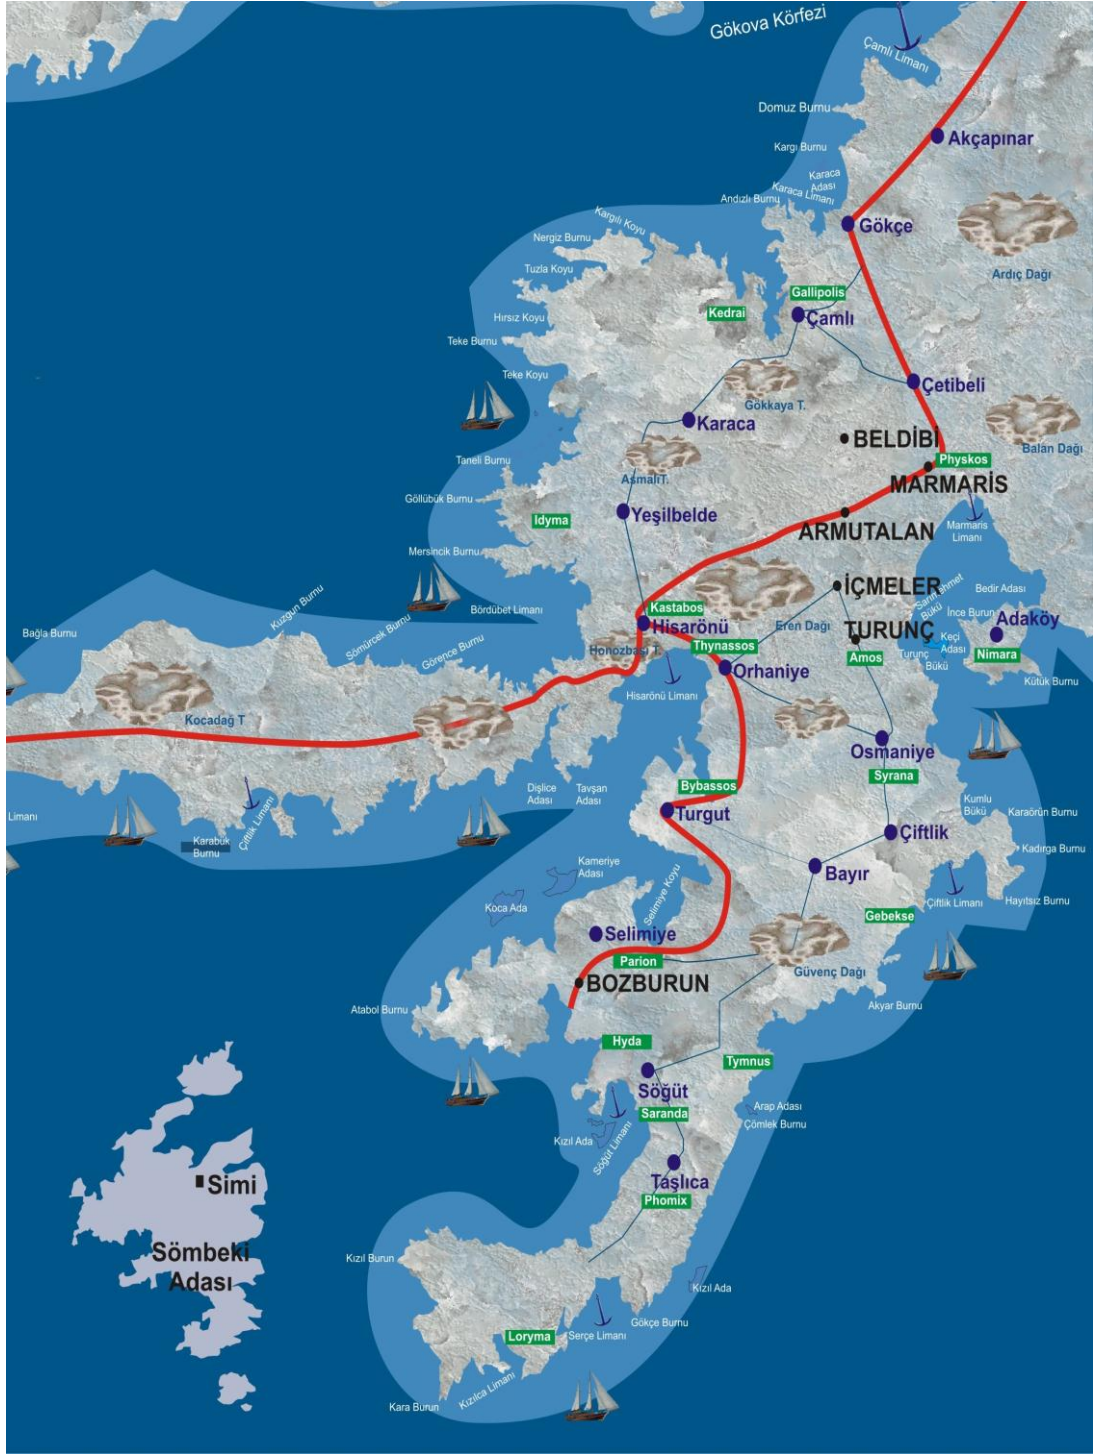 Gökova Körfezi
Çamlı Limanı
Domuz Burnu
Akçapınar
Kargı Burnu
Karaca
Adası
Karaca Limanı
Andızlı Burnu
Gökçe
Kargılı Koyu
Nergiz Burnu
Tuzla Koyu
Ardıç Dağı
Gallipolis
Kedrai
Çamlı
Hırsız Koyu
Teke Burnu
Teke Koyu
Çetibeli
Gökkaya T.
Karaca
BELDİBİ
Balan Dağı
Taneli Burnu
AsmalıT.
Physkos
MARMARİS
Göllübük Burnu
Yeşilbelde
Idyma
ARMUTALAN
Marmaris
Limanı
Mersincik Burnu
İÇMELER
Bedir Adası
Sarımehmet
Bükü
İnce Burun
Bördübet Limanı
Kastabos
Hisarönü
Eren Dağı
TURUNÇ
Adaköy
Keçi
Adası
Nimara
Kuzgun Burnu
Bağla Burnu
Sömürcek Burnu
Görence Burnu
Honozbaşı T.
Thynassos
Amos
Turunç
Bükü
Orhaniye
Kütük Burnu
Hisarönü Limanı
Kocadağ T
Osmaniye
Syrana
Bybassos
Dişlice
Adası
Tavşan
Adası
Turgut
Kumlu
Bükü
Karaörün Burnu
Limanı
Çiftlik Limanı
Karabük
Burnu
Çiftlik
Kadırga Burnu
Kameriye
Adası
Bayır
Selimiye Koyu
Koca Ada
Çiftlik Limanı
Hayıtsız Burnu
Gebekse
Selimiye
Parion
Güvenç Dağı
BOZBURUN
Akyar Burnu
Atabol Burnu
Hyda
Tymnus
Söğüt
Saranda
Arap Adası
Çömlek Burnu
Kızıl Ada
Söğüt Limanı
Taşlıca
Phomix
Simi
Sömbeki
Adası
Kızıl Burun
Kızıl Ada
Gökçe Burnu
Loryma
Serçe Limanı
Kızılca Limanı
Kara Burun